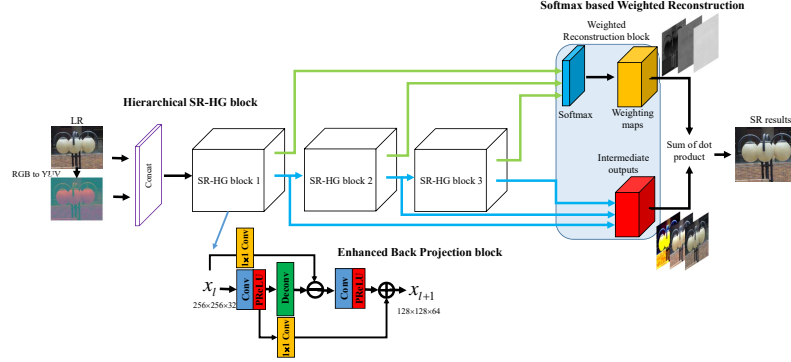 Softmax based Weighted Reconstruction
Weighted
Reconstruction block
Hierarchical SR-HG block
LR
RGB to YUV
Concat
SR-HG block 1
SR-HG block 2
SR-HG block 3
Softmax
Weighting
maps
Intermediate
outputs
Sum of dot
product
SR results
Enhanced Back Projection block
1x1 Conv
x_l
256×256×32
Conv
PReLU
Deconv
Conv
PReLU
1x1 Conv
x_{l+1}
128×128×64